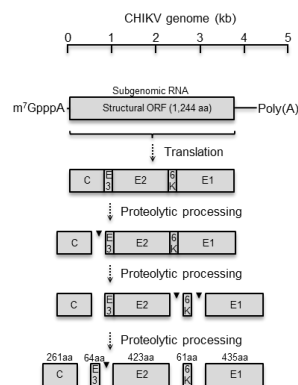 CHIKV genome (kb)
0 1 2 3 4 5
Subgenomic RNA
m⁷GpppA Structural ORF (1,244 aa) Poly(A)
Translation
C E3 E2 6K E1
Proteolytic processing
C E3 E2 6K E1
Proteolytic processing
C E3 E2 6K E1
Proteolytic processing
261aa 64aa 423aa 61aa 435aa
C E3 E2 6K E1